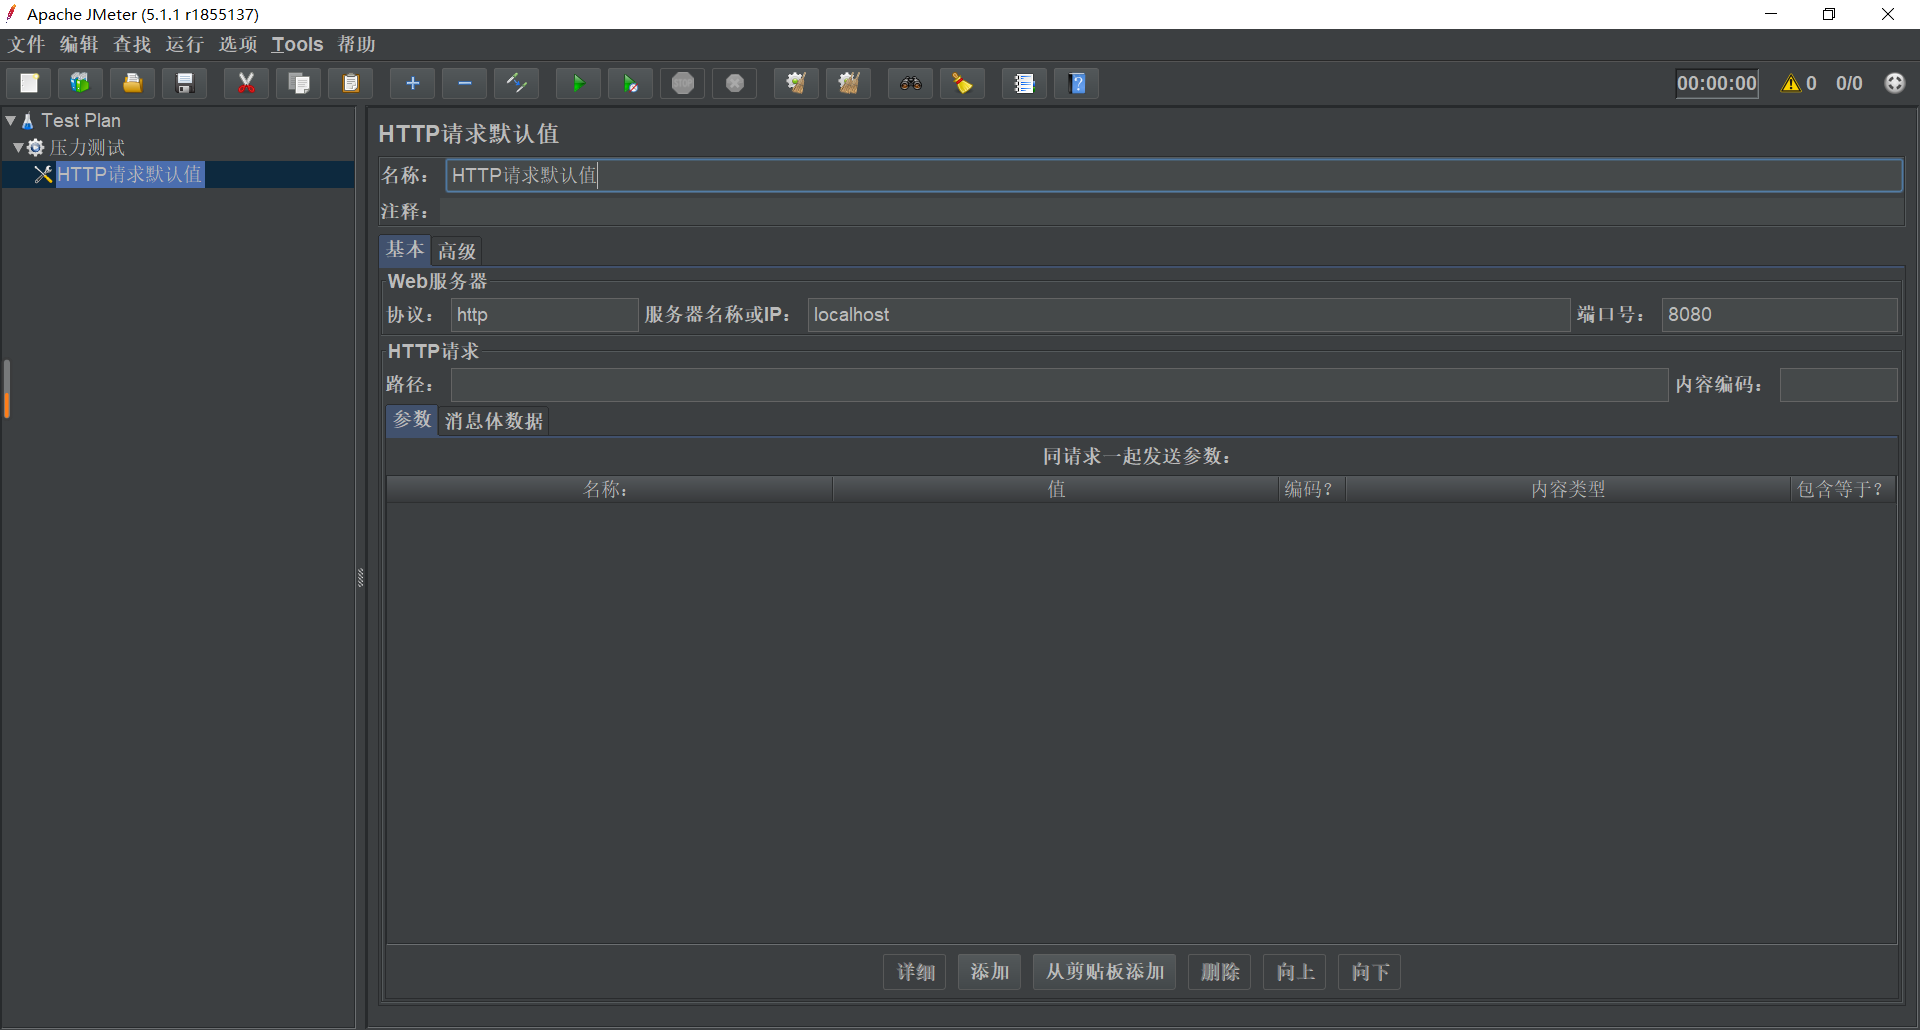 Apache JMeter (5.1.1 r1855137)
文件 编辑 查找 运行 选项 Tools 帮助
00:00:00 0 0/0
Test Plan
压力测试
HTTP请求默认值
HTTP请求默认值
名称： HTTP请求默认值
注释：
基本 高级
Web服务器
协议： http 服务器名称或IP： localhost 端口号： 8080
HTTP请求
路径： 内容编码：
参数 消息体数据
同请求一起发送参数：
名称： 值 编码？ 内容类型 包含等于？
详细 添加 从剪贴板添加 删除 向上 向下